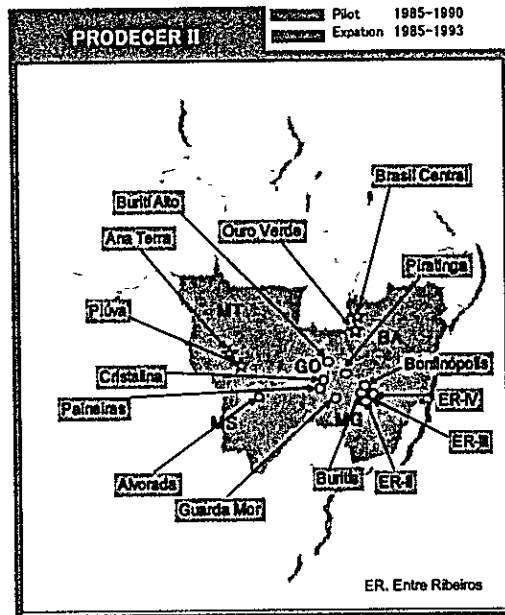 PRODECER II
Pilot 1985-1990
Expation 1985-1993
Brasil Central
Buriti Alto
Ouro Verde
Ana Terra
Piratinga
MT
Plúva
BA
GO
Bonfinópolis
Cristalina
Paineiras
ER-IV
MS
MG
ER-III
Alvorada
Buritis
ER-II
Guarda Mor
ER. Entre Ribeiros